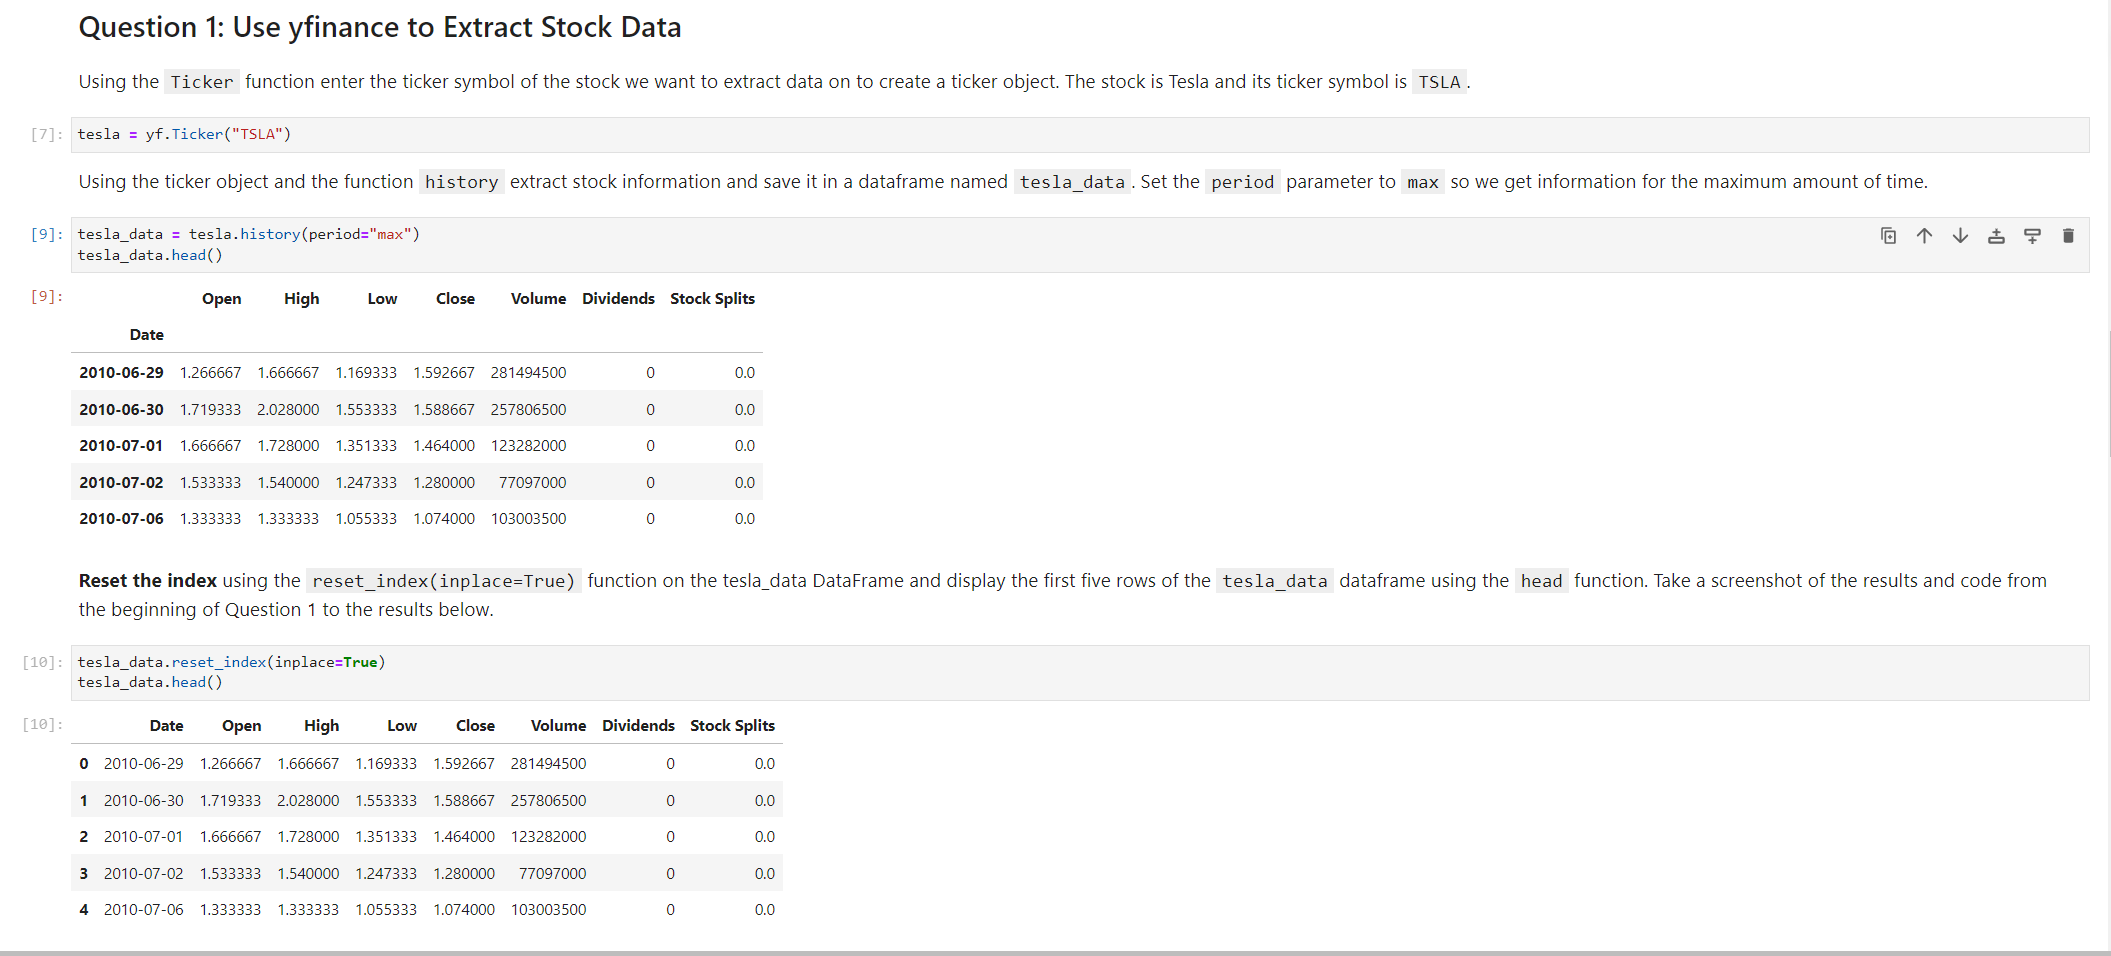 Question 1: Use yfinance to Extract Stock Data
Using the Ticker function enter the ticker symbol of the stock we want to extract data on to create a ticker object. The stock is Tesla and its ticker symbol is TSLA.
[7]: tesla = yf.Ticker("TSLA")
Using the ticker object and the function history extract stock information and save it in a dataframe named tesla_data. Set the period parameter to max so we get information for the maximum amount of time.
[9]: tesla_data = tesla.history(period="max")
tesla_data.head()
[9]: Open High Low Close Volume Dividends Stock Splits
Date
2010-06-29 1.266667 1.666667 1.169333 1.592667 281494500 0 0.0
2010-06-30 1.719333 2.028000 1.553333 1.588667 257806500 0 0.0
2010-07-01 1.666667 1.728000 1.351333 1.464000 123282000 0 0.0
2010-07-02 1.533333 1.540000 1.247333 1.280000 77097000 0 0.0
2010-07-06 1.333333 1.333333 1.055333 1.074000 103003500 0 0.0
Reset the index using the reset_index(inplace=True) function on the tesla_data DataFrame and display the first five rows of the tesla_data dataframe using the head function. Take a screenshot of the results and code from
the beginning of Question 1 to the results below.
[10]: tesla_data.reset_index(inplace=True)
tesla_data.head()
[10]: Date Open High Low Close Volume Dividends Stock Splits
0 2010-06-29 1.266667 1.666667 1.169333 1.592667 281494500 0 0.0
1 2010-06-30 1.719333 2.028000 1.553333 1.588667 257806500 0 0.0
2 2010-07-01 1.666667 1.728000 1.351333 1.464000 123282000 0 0.0
3 2010-07-02 1.533333 1.540000 1.247333 1.280000 77097000 0 0.0
4 2010-07-06 1.333333 1.333333 1.055333 1.074000 103003500 0 0.0